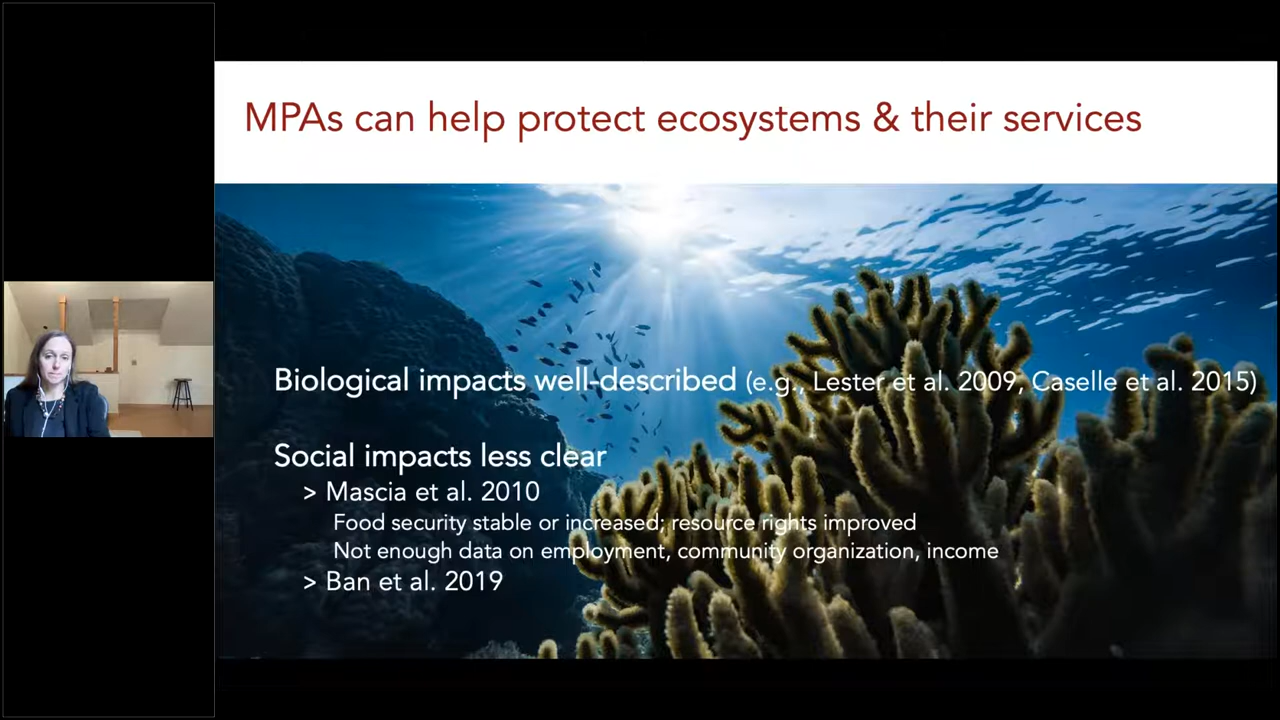 MPAs can help protect ecosystems & their services
Biological impacts well-described (e.g., Lester et al. 2009, Caselle et al. 2015)
Social impacts less clear
> Mascia et al. 2010
Food security stable or increased; resource rights improved
Not enough data on employment, community organization, income
> Ban et al. 2019